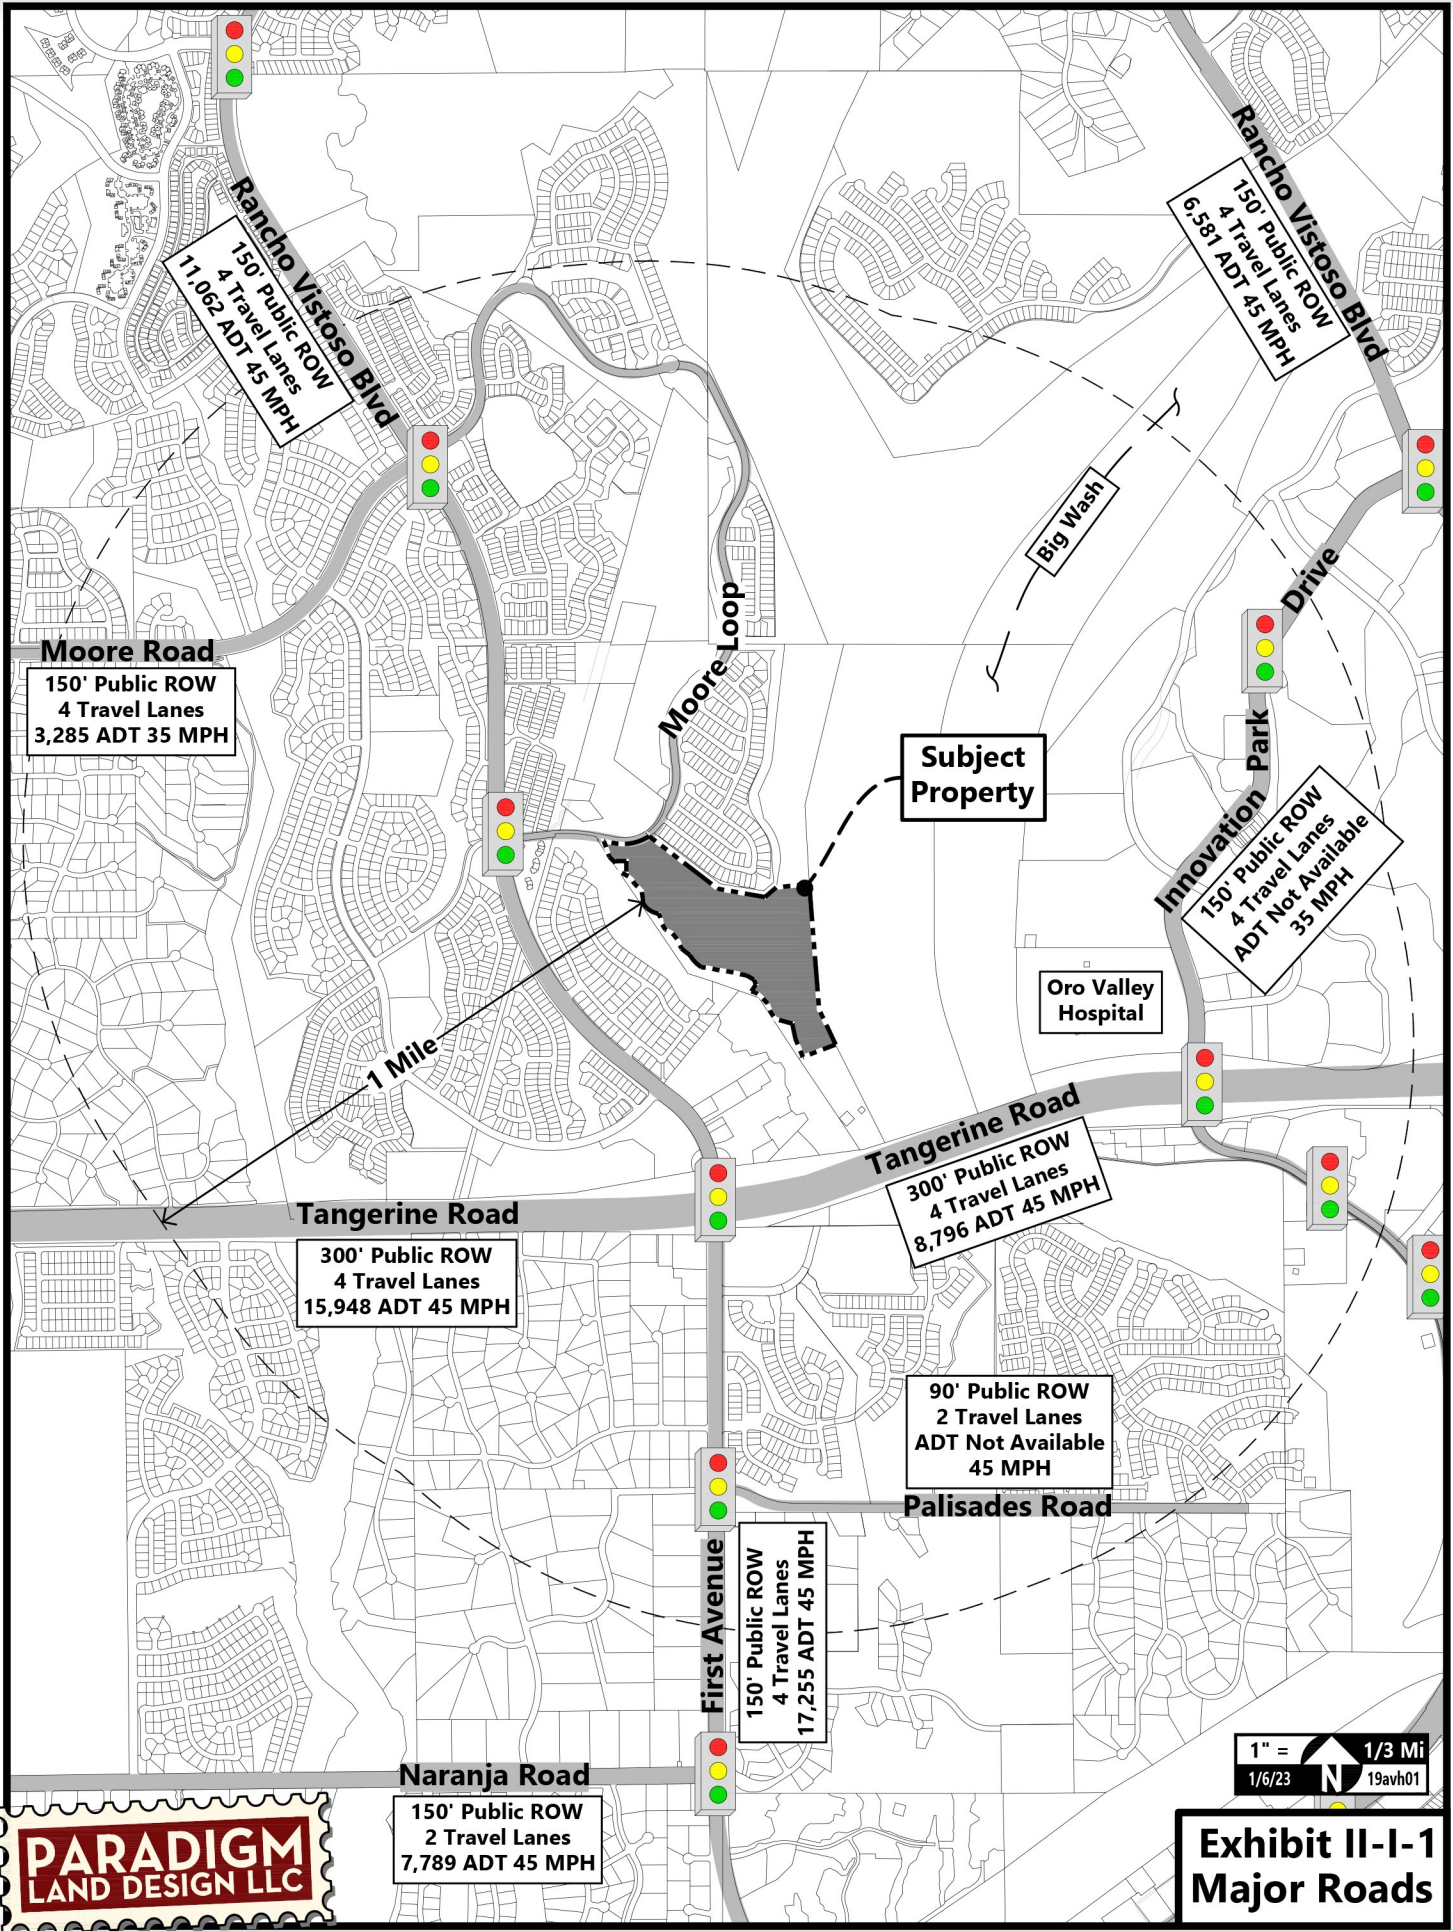 Rancho Vistoso Blvd
150' Public ROW
4 Travel Lanes
11,062 ADT 45 MPH
Rancho Vistoso Blvd
150' Public ROW
4 Travel Lanes
6,581 ADT 45 MPH
Big Wash
Drive
Moore Loop
Moore Road
150' Public ROW
4 Travel Lanes
3,285 ADT 35 MPH
Subject
Property
Park
Innovation
150' Public ROW
4 Travel Lanes
ADT Not Available
35 MPH
Oro Valley
Hospital
1 Mile
Tangerine Road
300' Public ROW
4 Travel Lanes
8,796 ADT 45 MPH
Tangerine Road
300' Public ROW
4 Travel Lanes
15,948 ADT 45 MPH
90' Public ROW
2 Travel Lanes
ADT Not Available
45 MPH
Palisades Road
First Avenue
150' Public ROW
4 Travel Lanes
17,255 ADT 45 MPH
Naranja Road
150' Public ROW
2 Travel Lanes
7,789 ADT 45 MPH
1" = 1/3 Mi
1/6/23 N 19avh01
PARADIGM
LAND DESIGN LLC
Exhibit II-I-1
Major Roads